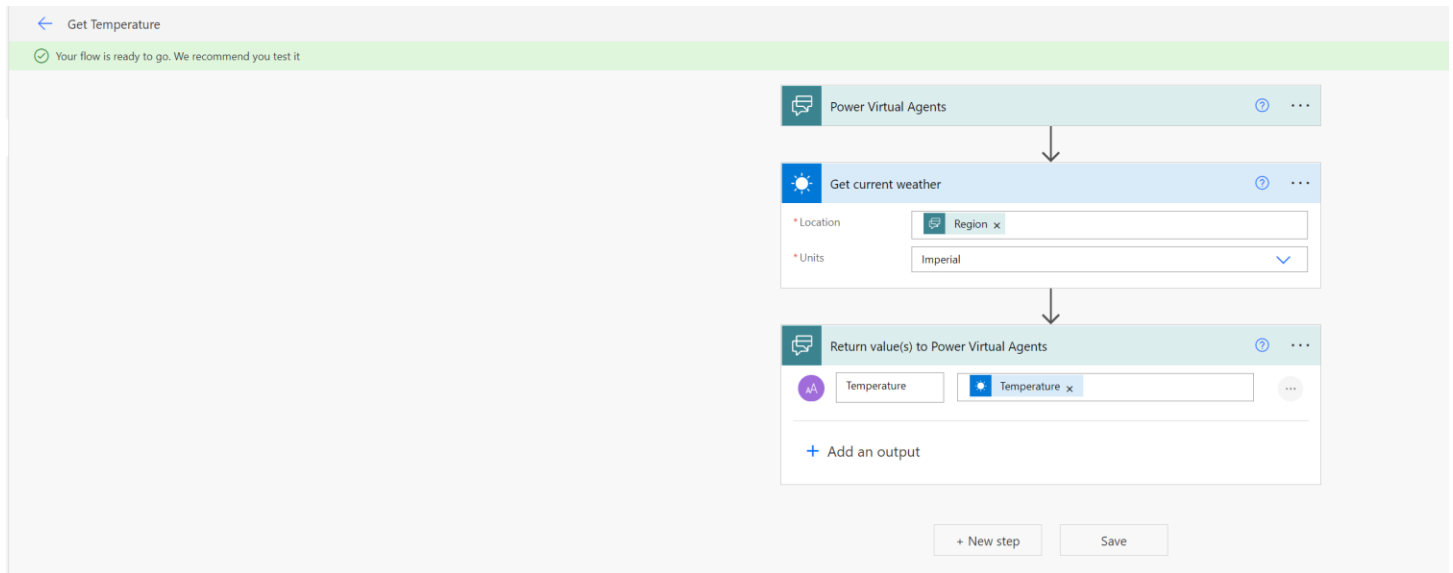 Get Temperature
Your flow is ready to go. We recommend you test it
Power Virtual Agents
Get current weather
* Location
Region ×
* Units
Imperial
Return value(s) to Power Virtual Agents
AA
Temperature
Temperature ×
+ Add an output
+ New step
Save